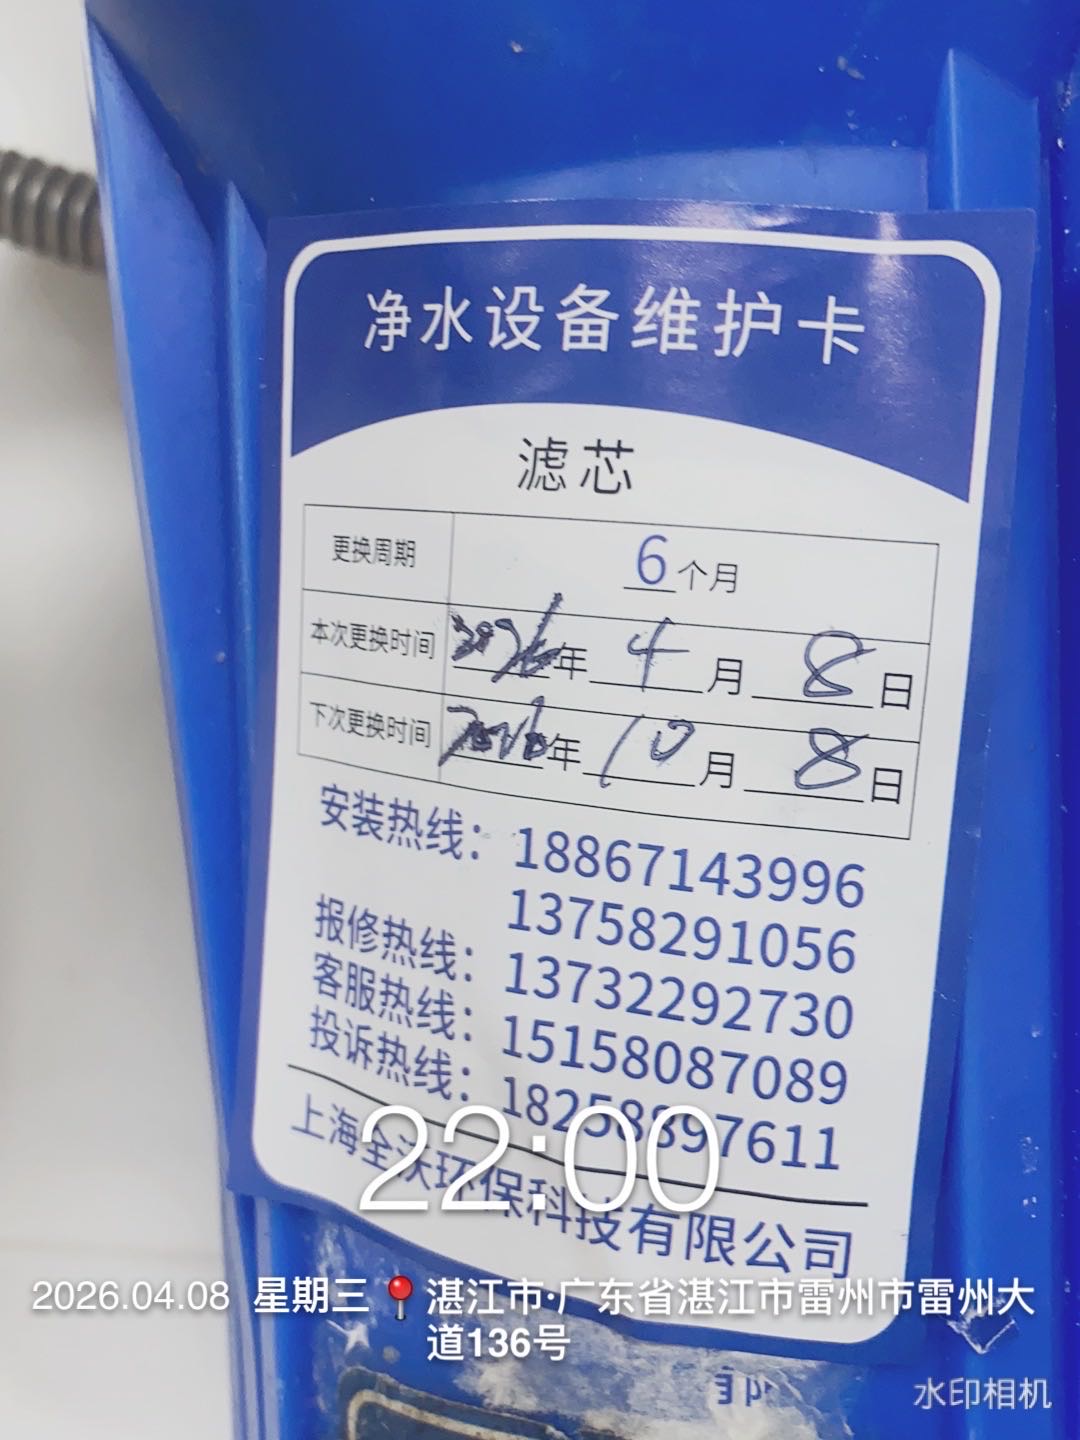 净水设备维护卡
滤芯
更换周期 6个月
本次更换时间 2026年4月8日
下次更换时间 2026年10月8日
安装热线：18867143996
13758291056
报修热线：13732292730
客服热线：15158087089
投诉热线：18258897611
上海全沃环保科技有限公司
22:00
2026.04.08 星期三 湛江市·广东省湛江市雷州市雷州大
道136号
水印相机